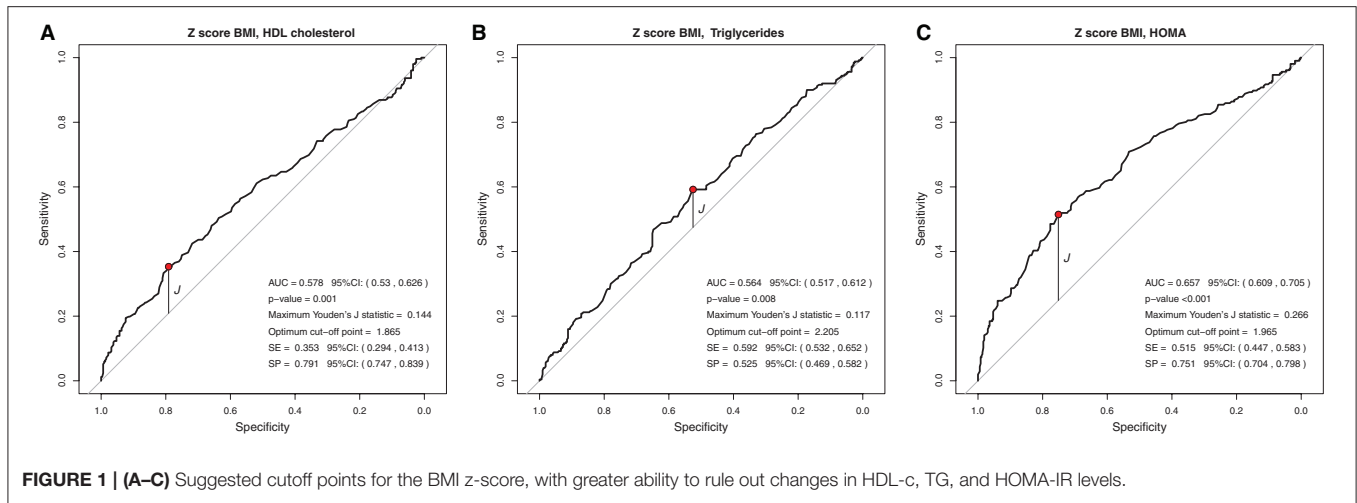 A
Z score BMI, HDL cholesterol
1.0
0.8
0.6
0.4
0.2
0.0
Sensitivity
J
AUC = 0.578 95%CI: ( 0.53 , 0.626 )
p−value = 0.001
Maximum Youden's J statistic = 0.144
Optimum cut−off point = 1.865
SE = 0.353 95%CI: ( 0.294 , 0.413 )
SP = 0.791 95%CI: ( 0.747 , 0.839 )
1.0 0.8 0.6 0.4 0.2 0.0
Specificity
B
Z score BMI, Triglycerides
1.0
0.8
0.6
0.4
0.2
0.0
Sensitivity
J
AUC = 0.564 95%CI: ( 0.517 , 0.612 )
p−value = 0.008
Maximum Youden's J statistic = 0.117
Optimum cut−off point = 2.205
SE = 0.592 95%CI: ( 0.532 , 0.652 )
SP = 0.525 95%CI: ( 0.469 , 0.582 )
1.0 0.8 0.6 0.4 0.2 0.0
Specificity
C
Z score BMI, HOMA
1.0
0.8
0.6
0.4
0.2
0.0
Sensitivity
J
AUC = 0.657 95%CI: ( 0.609 , 0.705 )
p−value <0.001
Maximum Youden's J statistic = 0.266
Optimum cut−off point = 1.965
SE = 0.515 95%CI: ( 0.447 , 0.583 )
SP = 0.751 95%CI: ( 0.704 , 0.798 )
1.0 0.8 0.6 0.4 0.2 0.0
Specificity
FIGURE 1 | (A–C) Suggested cutoff points for the BMI z-score, with greater ability to rule out changes in HDL-c, TG, and HOMA-IR levels.